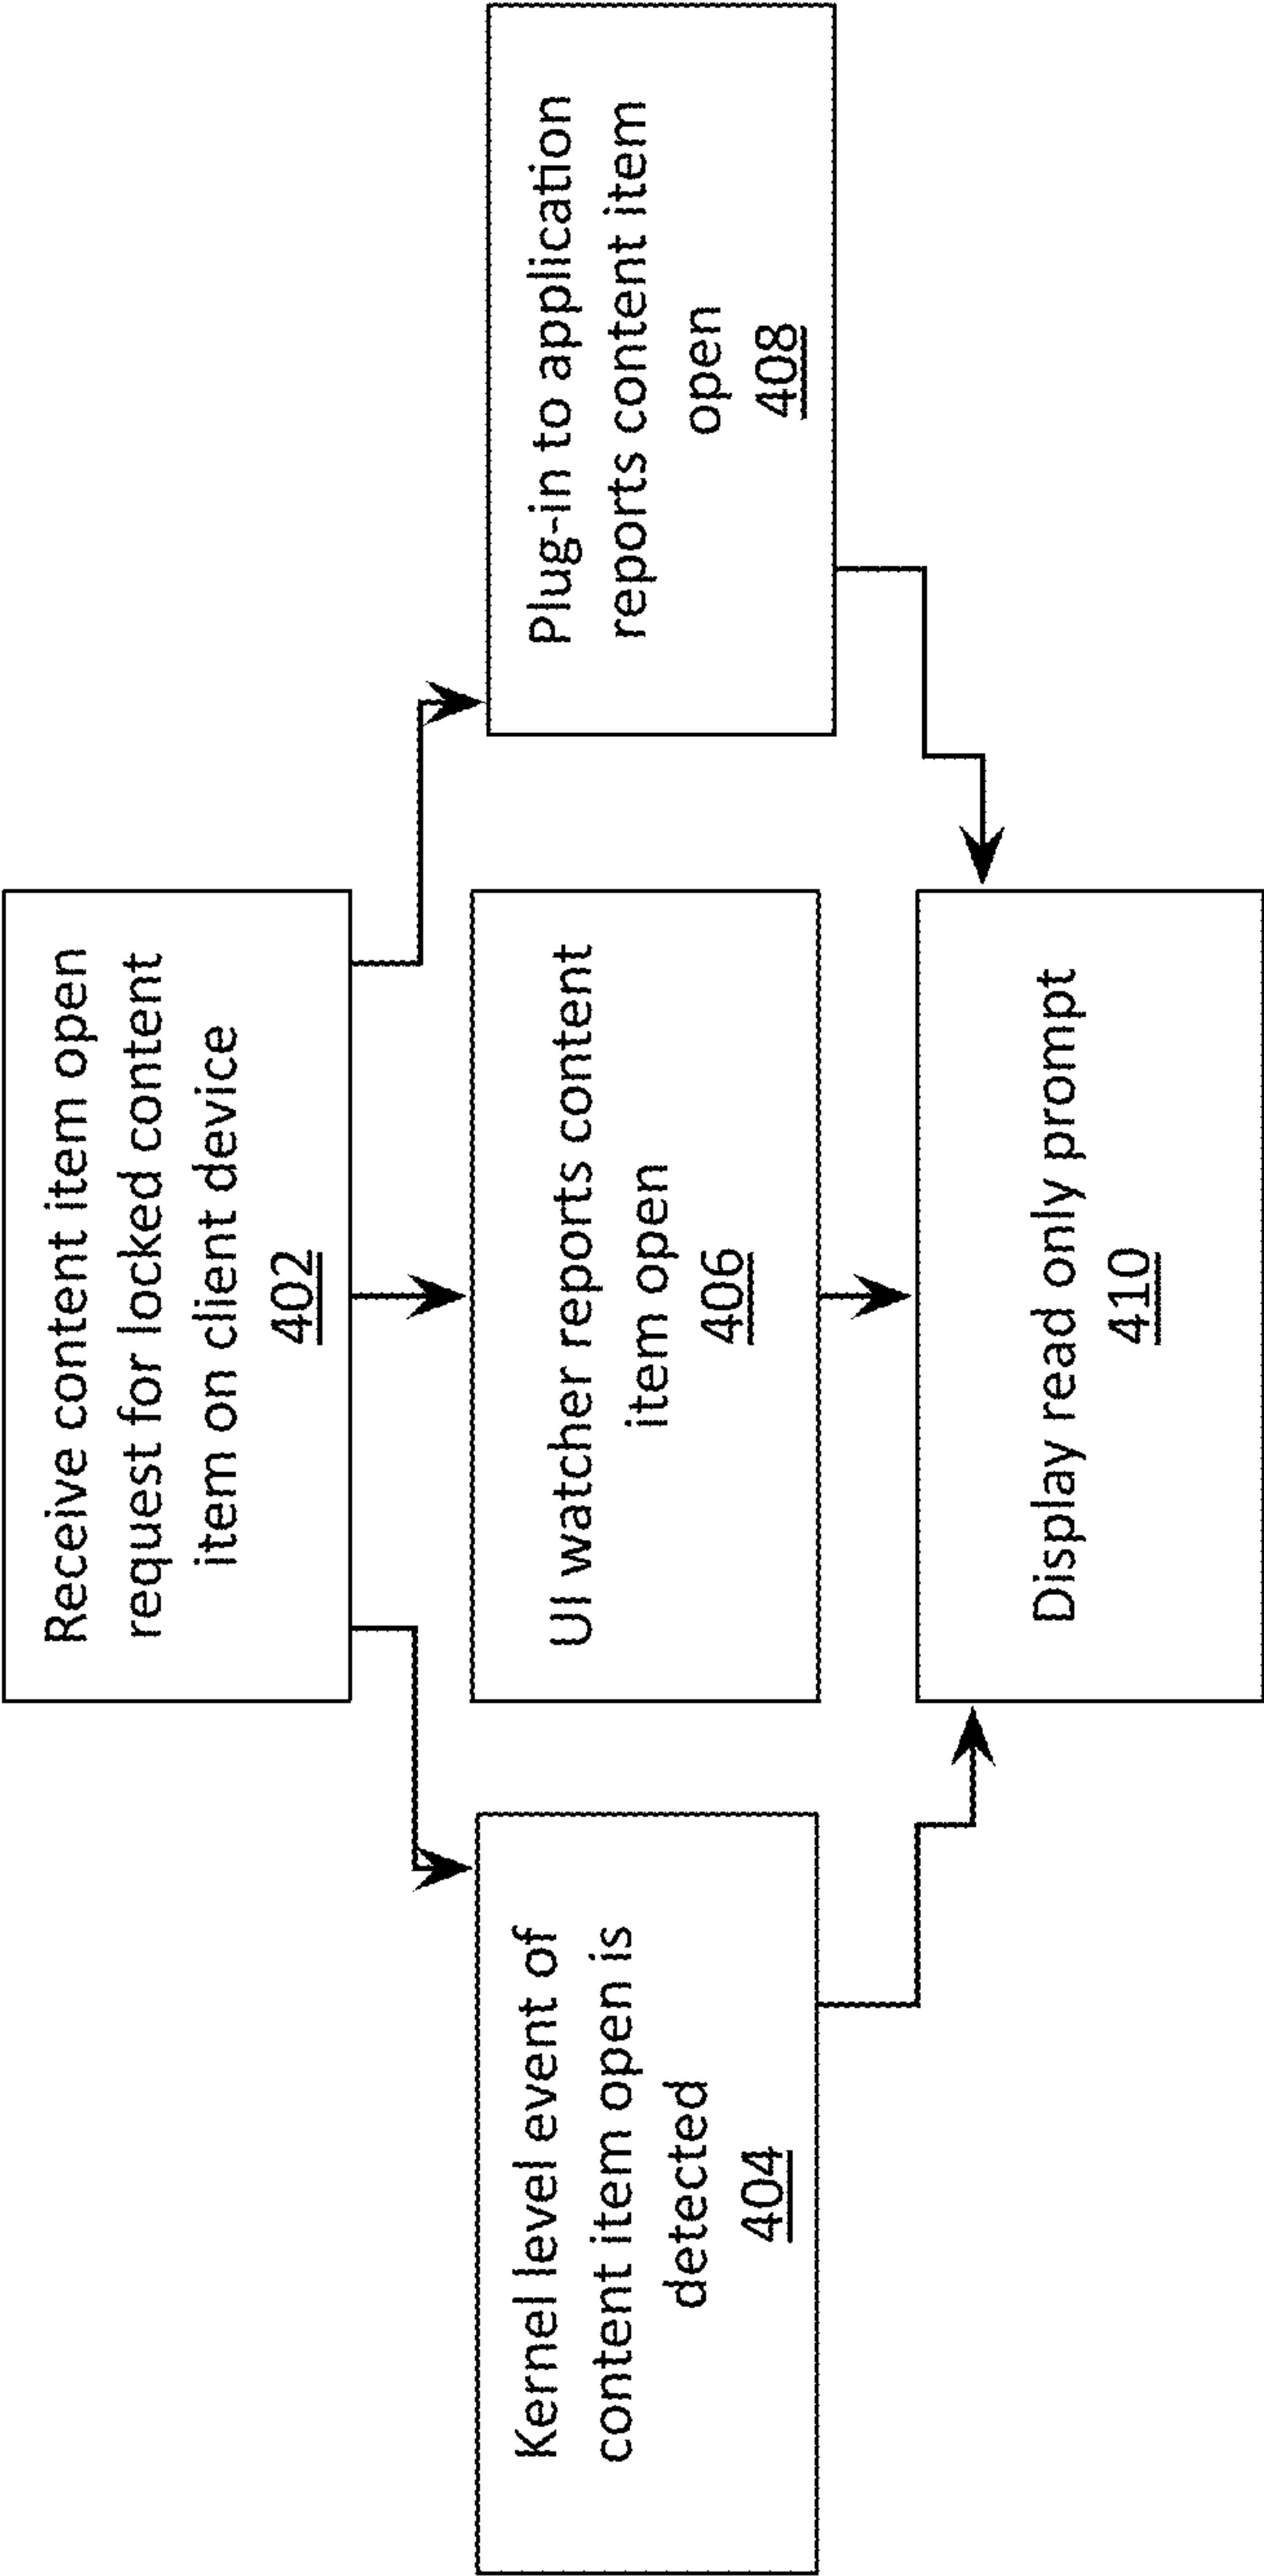 Receive content item open
request for locked content
item on client device
402
Kernel level event of
content item open is
detected
404
UI watcher reports content
item open
406
Plug-in to application
reports content item
open
408
Display read only prompt
410